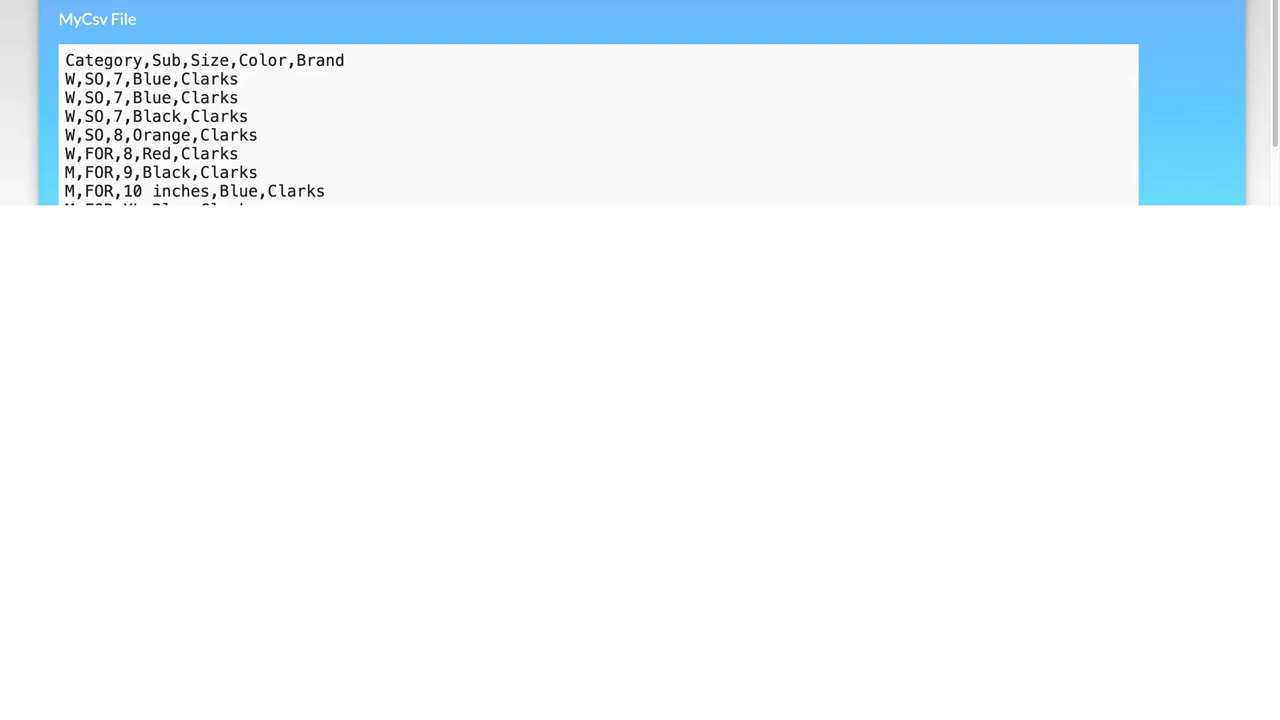 MyCsv File
Category,Sub,Size,Color,Brand
W,SO,7,Blue,Clarks
W,SO,7,Blue,Clarks
W,SO,7,Black,Clarks
W,SO,8,Orange,Clarks
W,FOR,8,Red,Clarks
M,FOR,9,Black,Clarks
M,FOR,10 inches,Blue,Clarks